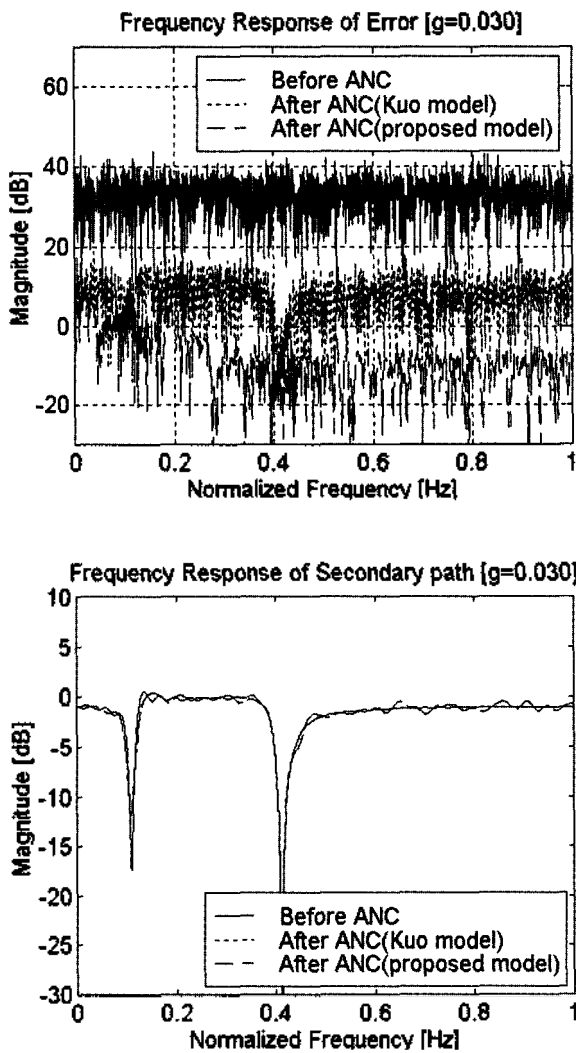 Frequency Response of Error [g=0.030]
Before ANC
After ANC(Kuo model)
After ANC(proposed model)
Magnitude [dB]
60
40
20
0
-20
0 0.2 0.4 0.6 0.8 1
Normalized Frequency [Hz]
Frequency Response of Secondary path [g=0.030]
Magnitude [dB]
10
5
0
-5
-10
-15
-20
-25
-30
Before ANC
After ANC(Kuo model)
After ANC(proposed model)
0 0.2 0.4 0.6 0.8 1
Normalized Frequency [Hz]